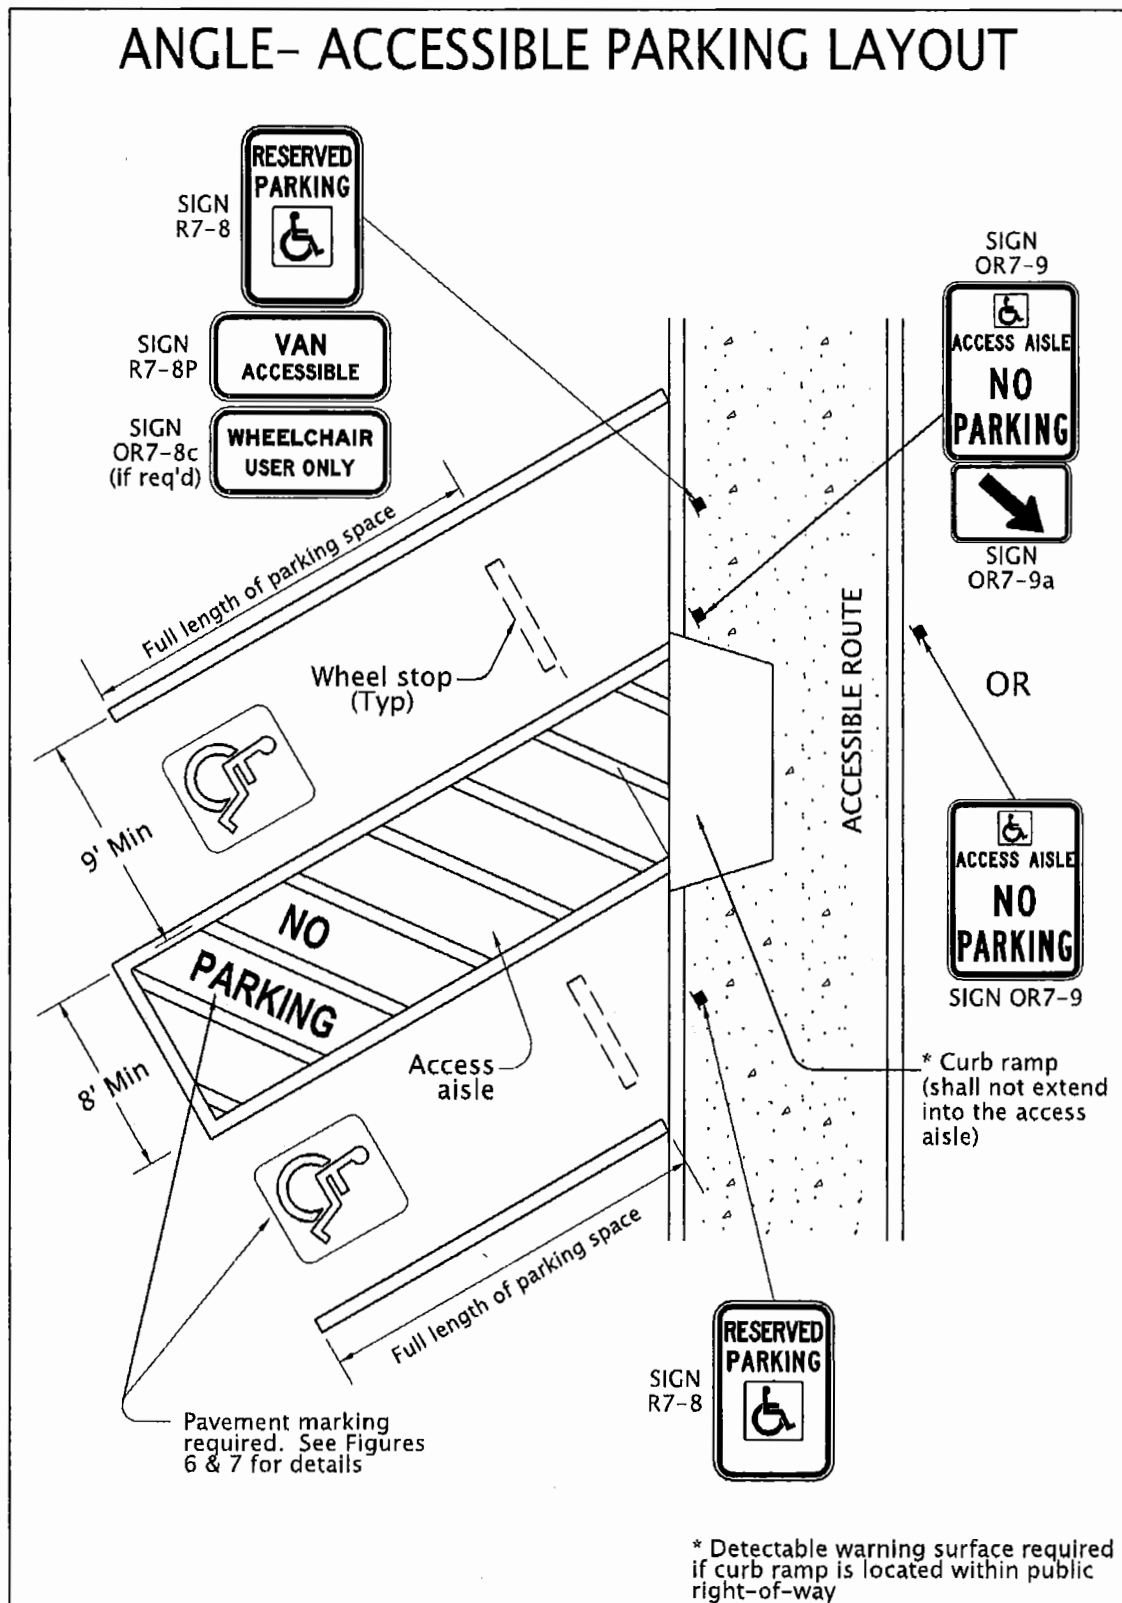 ANGLE- ACCESSIBLE PARKING LAYOUT
RESERVED
PARKING
SIGN
R7-8
VAN
ACCESSIBLE
SIGN
R7-8P
WHEELCHAIR
USER ONLY
SIGN
OR7-8c
(if req'd)
SIGN
OR7-9
ACCESS AISLE
NO
PARKING
SIGN
OR7-9a
Full length of parking space
Wheel stop
(Typ)
ACCESSIBLE ROUTE
OR
9' Min
NO
PARKING
8' Min
Access
aisle
ACCESS AISLE
NO
PARKING
SIGN OR7-9
* Curb ramp
(shall not extend
into the access
aisle)
Full length of parking space
RESERVED
PARKING
SIGN
R7-8
Pavement marking
required. See Figures
6 & 7 for details
* Detectable warning surface required
if curb ramp is located within public
right-of-way